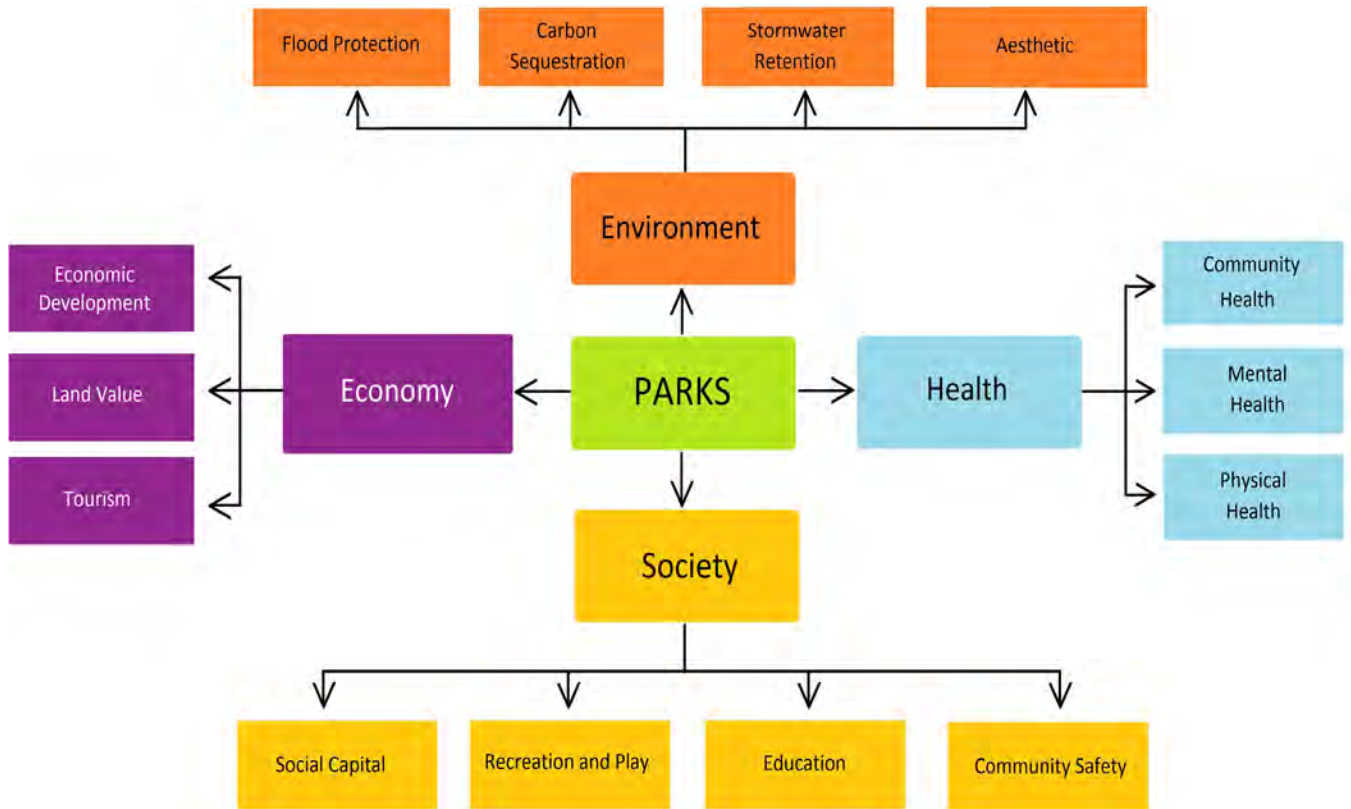 Flood Protection
Carbon
Sequestration
Stormwater
Retention
Aesthetic
Environment
Economic
Development
Land Value
Tourism
Economy
PARKS
Health
Community
Health
Mental
Health
Physical
Health
Society
Social Capital
Recreation and Play
Education
Community Safety